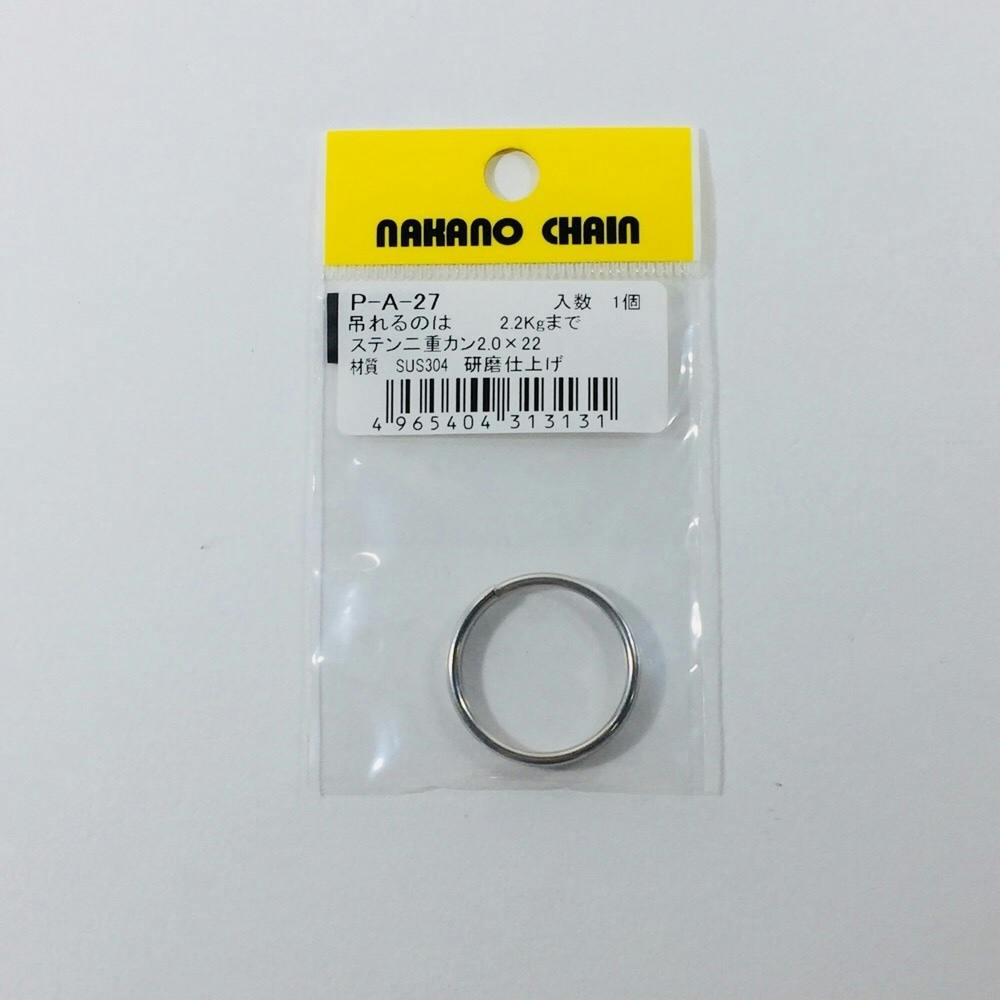 NAKANO CHAIN
P-A-27 入数 1個
吊れるのは 2.2Kgまで
ステン二重カン2.0×22
材質 SUS304 研磨仕上げ
4 965404 313131